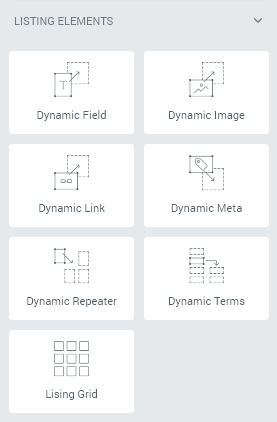 LISTING ELEMENTS
Dynamic Field
Dynamic Image
Dynamic Link
Dynamic Meta
Dynamic Repeater
Dynamic Terms
Lising Grid